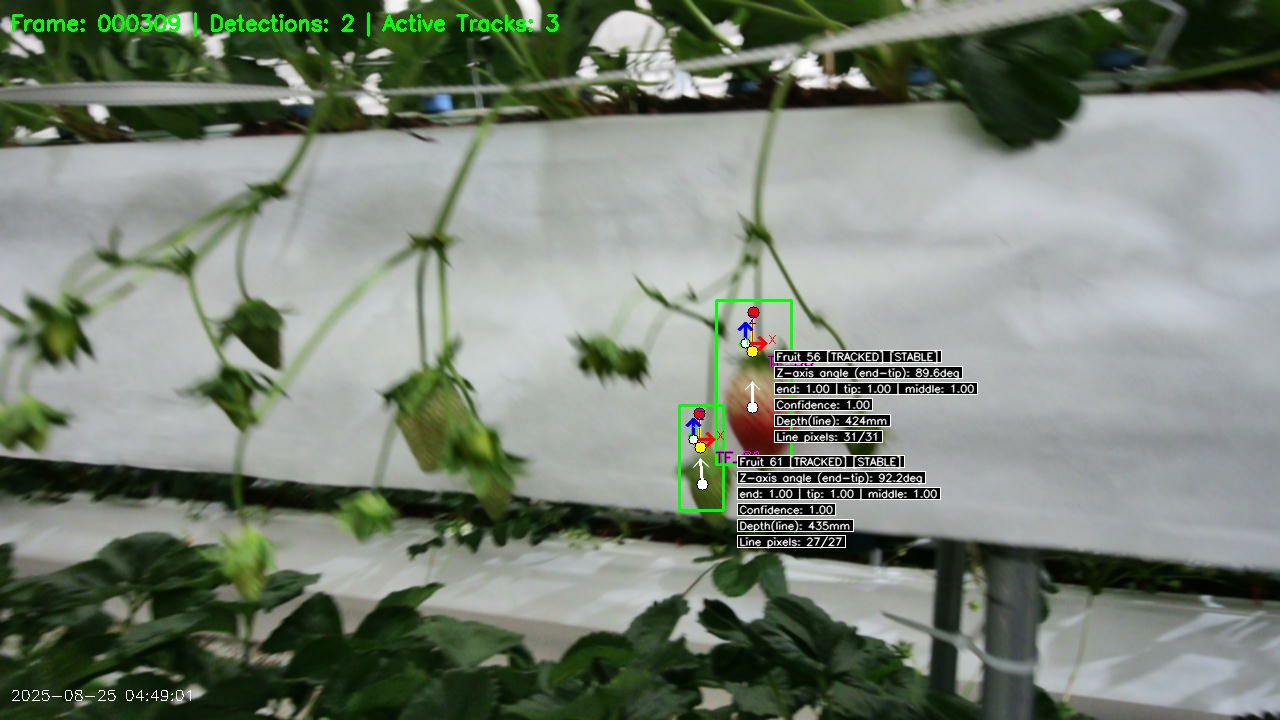 Frame: 000309 | Detections: 2 | Active Tracks: 3
X
Fruit 56 [TRACKED] [STABLE]
Z-axis angle (end-tip): 89.6deg
end: 1.00 | tip: 1.00 | middle: 1.00
Confidence: 1.00
Depth(line): 424mm
Line pixels: 31/31
X
Fruit 61 [TRACKED] [STABLE]
Z-axis angle (end-tip): 92.2deg
end: 1.00 | tip: 1.00 | middle: 1.00
Confidence: 1.00
Depth(line): 435mm
Line pixels: 27/27
2025-08-25 04:49:01